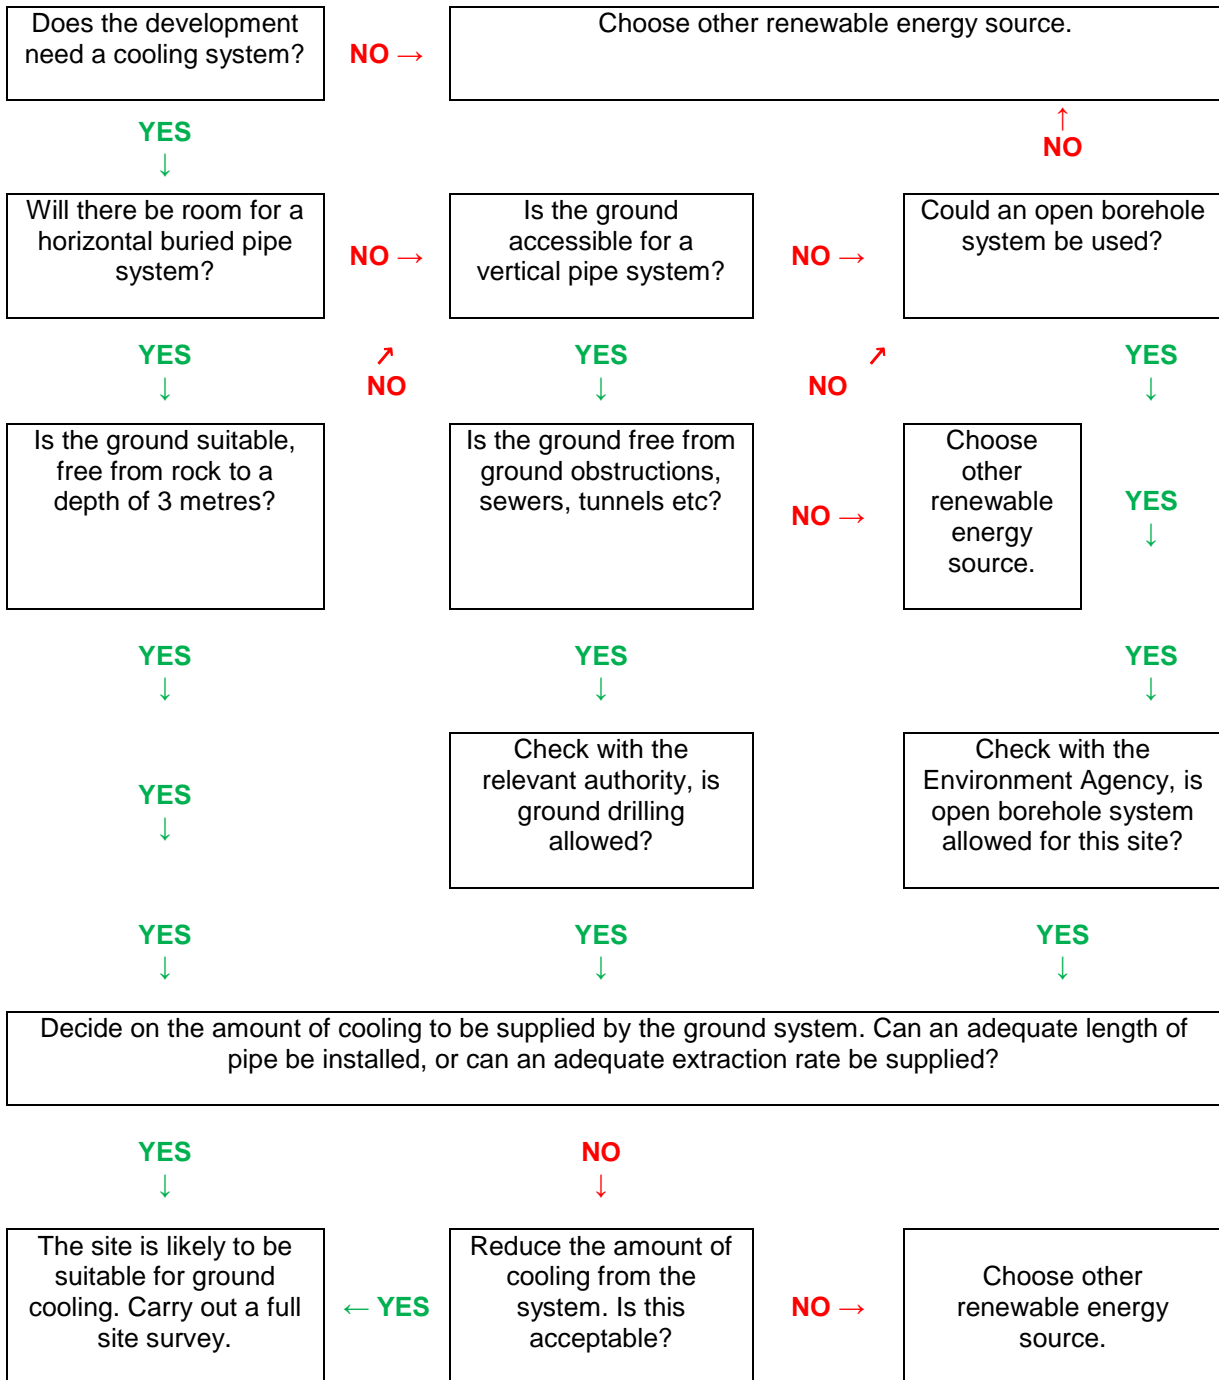 Does the development
need a cooling system?
NO →
Choose other renewable energy source.
YES
↓
↑
NO
Will there be room for a
horizontal buried pipe
system?
NO →
Is the ground
accessible for a
vertical pipe system?
NO →
Could an open borehole
system be used?
YES
↓
↗
NO
YES
↓
↗
NO
YES
↓
Is the ground suitable,
free from rock to a
depth of 3 metres?
Is the ground free from
ground obstructions,
sewers, tunnels etc?
NO →
Choose
other
renewable
energy
source.
YES
↓
YES
↓
YES
↓
YES
↓
YES
↓
Check with the
relevant authority, is
ground drilling
allowed?
Check with the
Environment Agency, is
open borehole system
allowed for this site?
YES
↓
YES
↓
YES
↓
Decide on the amount of cooling to be supplied by the ground system. Can an adequate length of
pipe be installed, or can an adequate extraction rate be supplied?
YES
↓
NO
↓
The site is likely to be
suitable for ground
cooling. Carry out a full
site survey.
← YES
Reduce the amount of
cooling from the
system. Is this
acceptable?
NO →
Choose other
renewable energy
source.